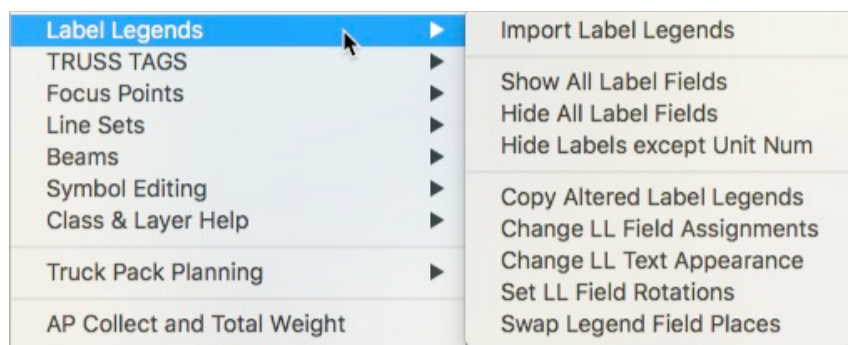 Label Legends
TRUSS TAGS
Focus Points
Line Sets
Beams
Symbol Editing
Class & Layer Help
Truck Pack Planning
AP Collect and Total Weight
Import Label Legends
Show All Label Fields
Hide All Label Fields
Hide Labels except Unit Num
Copy Altered Label Legends
Change LL Field Assignments
Change LL Text Appearance
Set LL Field Rotations
Swap Legend Field Places